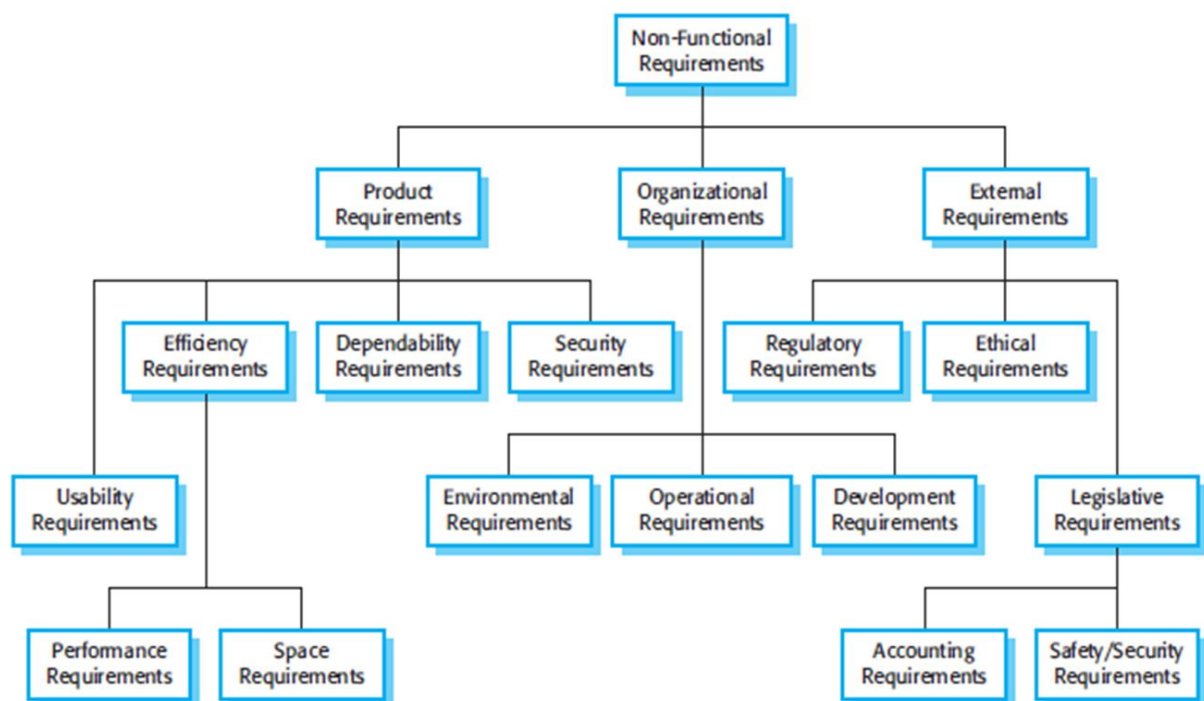 Non-Functional
Requirements
Product
Requirements
Organizational
Requirements
External
Requirements
Efficiency
Requirements
Dependability
Requirements
Security
Requirements
Regulatory
Requirements
Ethical
Requirements
Usability
Requirements
Environmental
Requirements
Operational
Requirements
Development
Requirements
Legislative
Requirements
Performance
Requirements
Space
Requirements
Accounting
Requirements
Safety/Security
Requirements